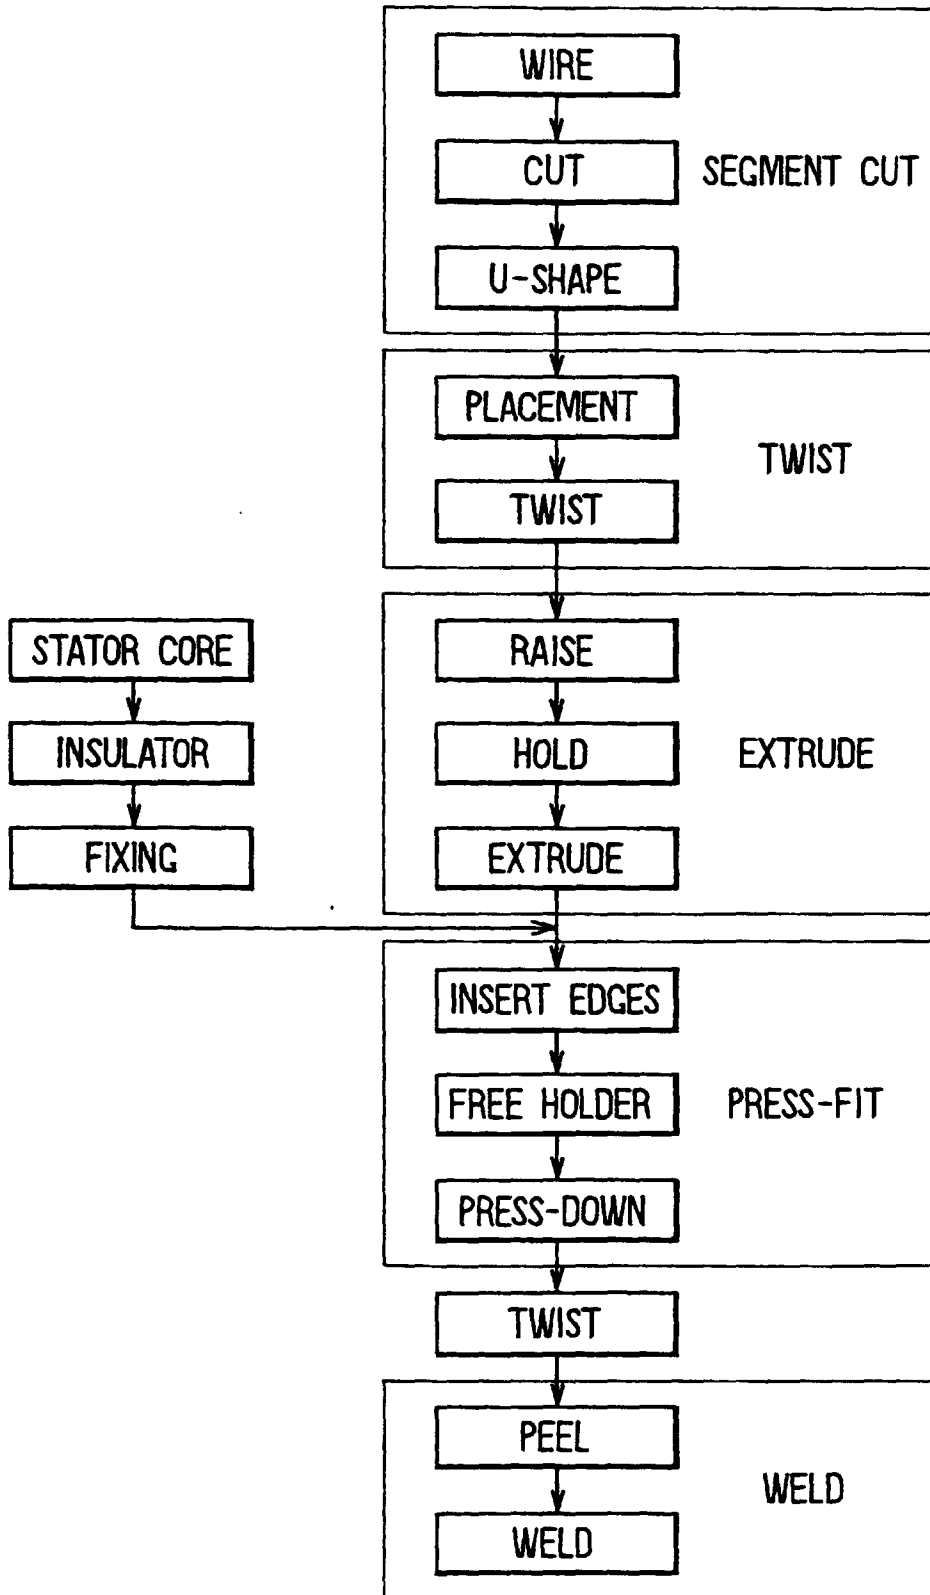 WIRE
CUT
SEGMENT CUT
U-SHAPE
PLACEMENT
TWIST
TWIST
STATOR CORE
INSULATOR
FIXING
RAISE
HOLD
EXTRUDE
EXTRUDE
INSERT EDGES
FREE HOLDER
PRESS-FIT
PRESS-DOWN
TWIST
PEEL
WELD
WELD